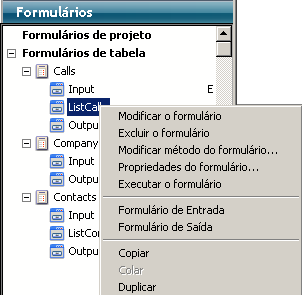 Formulários
Formulários de projeto
Formulários de tabela
Calls
Input E
ListCall
Outpu
Company
Input
Outpu
Contacts
Input
ListCor
Outpu
Modificar o formulário
Excluir o formulário
Modificar método do formulário...
Propriedades do formulário...
Executar o formulário
Formulário de Entrada
Formulário de Saída
Copiar
Colar
Duplicar